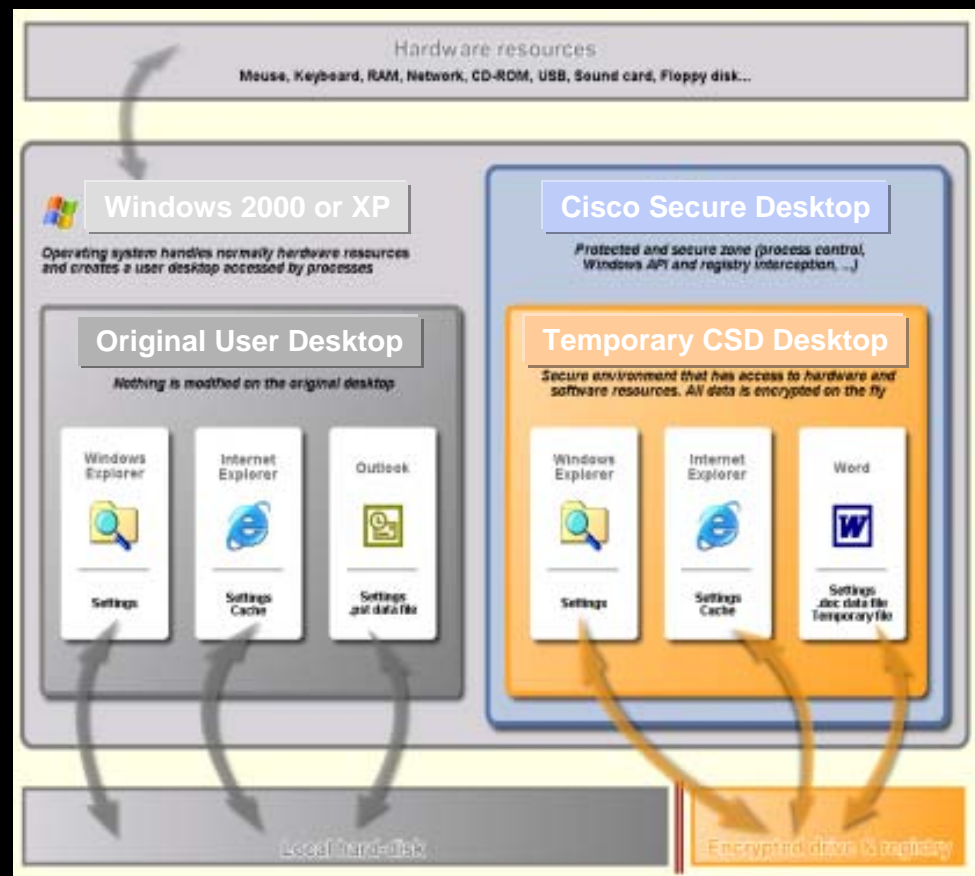 Hardware resources
Mouse, Keyboard, RAM, Network, CD-ROM, USB, Sound card, Floppy disk...
Windows 2000 or XP
Operating system handles normally hardware resources
and creates a user desktop accessed by processes
Original User Desktop
Nothing is modified on the original desktop
Windows
Explorer
Settings
Internet
Explorer
Settings
Cache
Outlook
Settings
.pst data file
Cisco Secure Desktop
Protected and secure zone (process control,
Windows API and registry interception, ...)
Temporary CSD Desktop
Secure environment that has access to hardware and
software resources. All data is encrypted on the fly
Windows
Explorer
Settings
Internet
Explorer
Settings
Cache
Word
W
Settings
.doc data file
Temporary file
Local hard-disk
Encrypted drive & registry